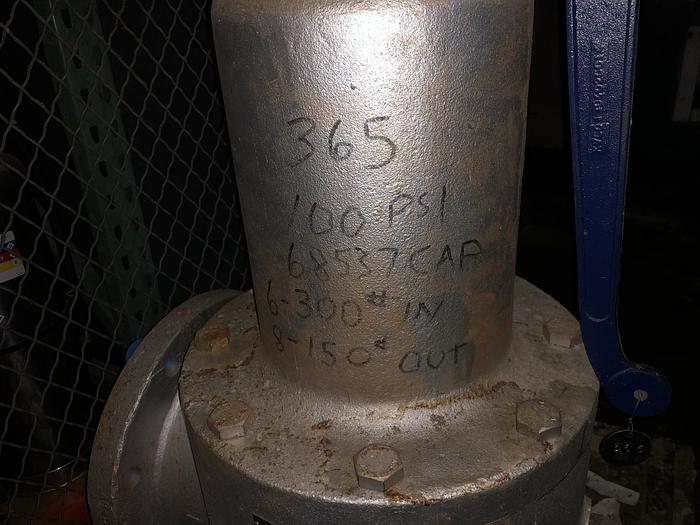 365
100 PSI
68537 CAP
6-300# IN
8-150# OUT